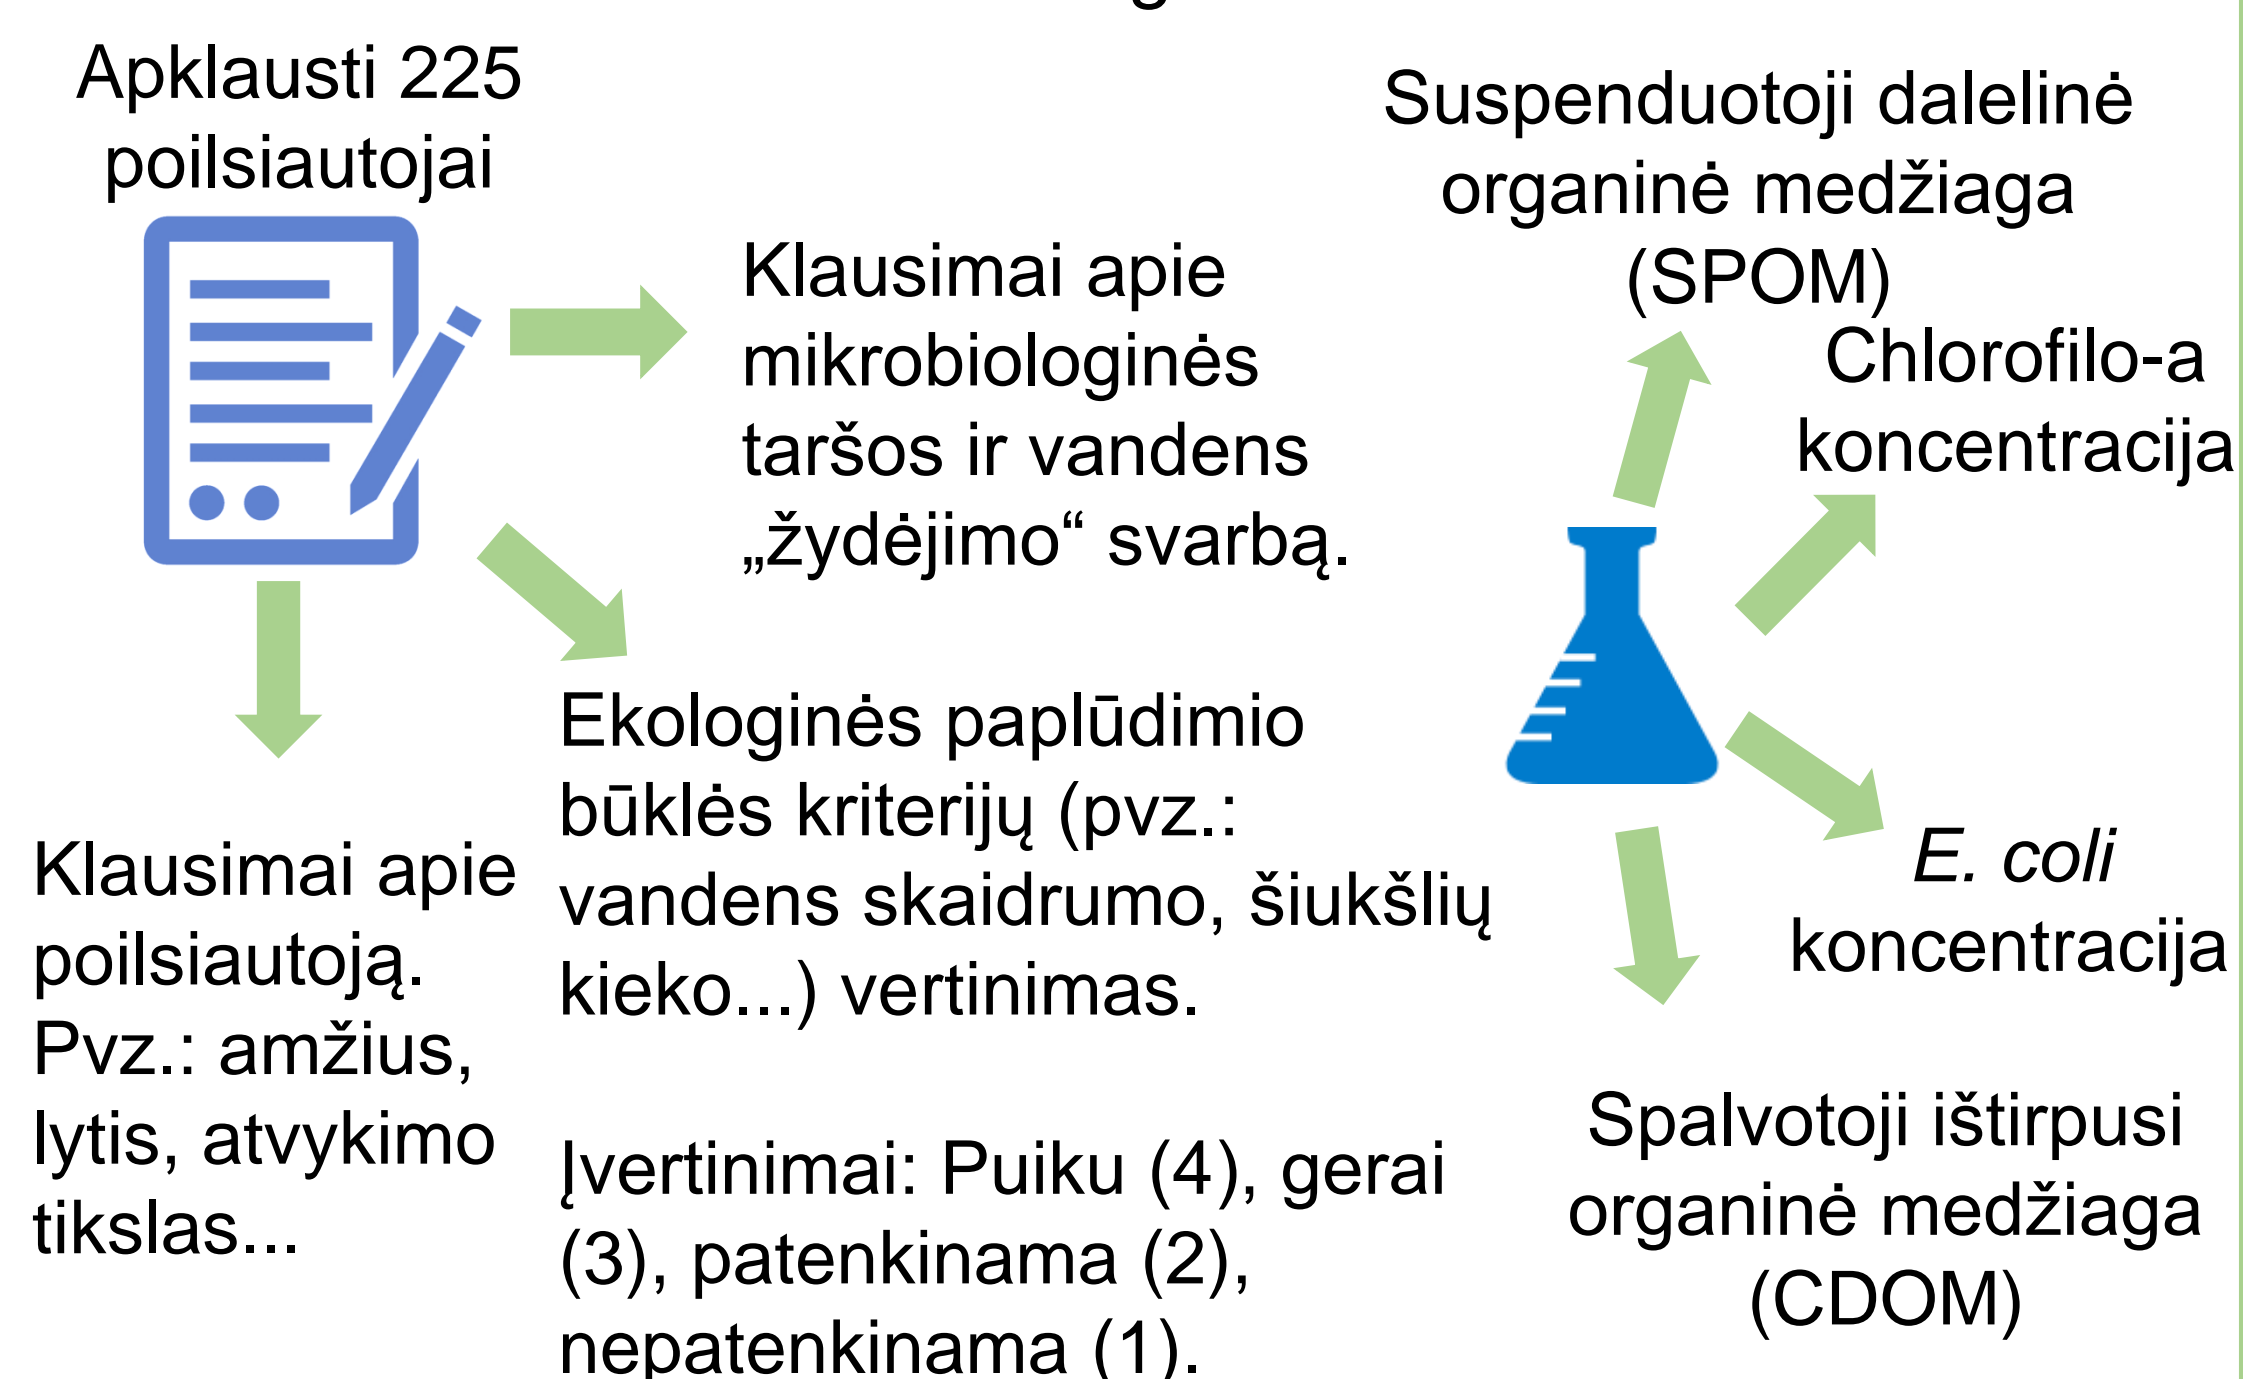 Apklausti 225
poilsiautojai
Klausimai apie
mikrobiologinės
taršos ir vandens
„žydėjimo“ svarbą.
Ekologinės paplūdimio
būklės kriterijų (pvz.:
vandens skaidrumo, šiukšlių
kieko...) vertinimas.
Įvertinimai: Puiku (4), gerai
(3), patenkinama (2),
nepatenkinama (1).
Klausimai apie
poilsiautoją.
Pvz.: amžius,
lytis, atvykimo
tikslas...
Suspenduotoji dalelinė
organinė medžiaga
(SPOM)
Chlorofilo-a
koncentracija
E. coli
koncentracija
Spalvotoji ištirpusi
organinė medžiaga
(CDOM)